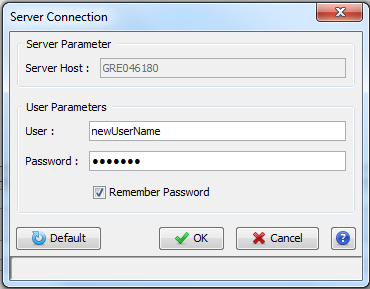 Server Connection
Server Parameter
Server Host : GRE046180
User Parameters
User : newUserName
Password : •••••••
Remember Password
Default OK Cancel ?